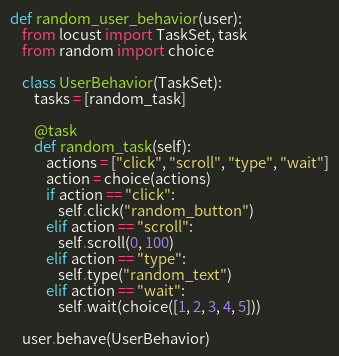 def random_user_behavior(user):
    from locust import TaskSet, task
    from random import choice

    class UserBehavior(TaskSet):
        tasks = [random_task]

        @task
        def random_task(self):
            actions = ["click", "scroll", "type", "wait"]
            action = choice(actions)
            if action == "click":
                self.click("random_button")
            elif action == "scroll":
                self.scroll(0, 100)
            elif action == "type":
                self.type("random_text")
            elif action == "wait":
                self.wait(choice([1, 2, 3, 4, 5]))

    user.behave(UserBehavior)